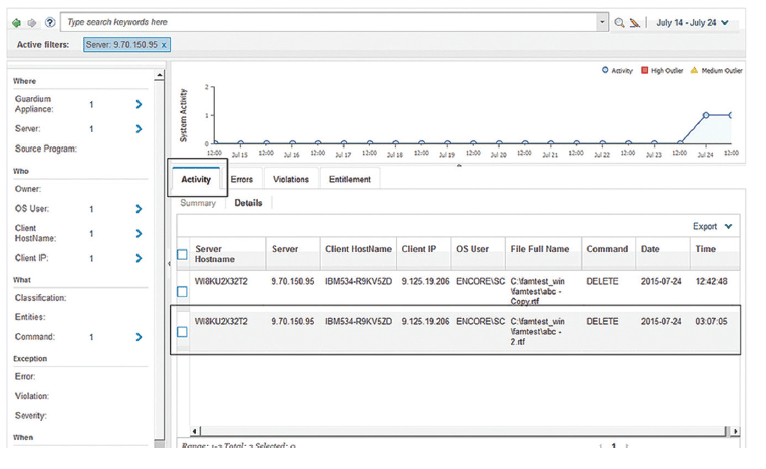 Type search keywords here
July 14 - July 24
Active filters:
Server: 9.70.150.95 x
Where
Guardium Appliance: 1
Server: 1
Source Program:
Who
Owner:
OS User: 1
Client HostName: 1
Client IP: 1
What
Classification:
Entities:
Command: 1
Exception
Error:
Violation:
Severity:
When
Activity High Outlier Medium Outlier
System Activity
2
1
0
12:00 Jul 15 12:00 Jul 16 12:00 Jul 17 12:00 Jul 18 12:00 Jul 19 12:00 Jul 20 12:00 Jul 21 12:00 Jul 22 12:00 Jul 23 12:00 Jul 24 12:00
Activity Errors Violations Entitlement
Summary Details
Export
Server Hostname Server Client HostName Client IP OS User File Full Name Command Date Time
WI8KU2X32T2 9.70.150.95 IBM534-R9KV5ZD 9.125.19.206 ENCORE\SC C:\famtest_win\famtest\abc - Copy.rtf DELETE 2015-07-24 12:42:48
WI8KU2X32T2 9.70.150.95 IBM534-R9KV5ZD 9.125.19.206 ENCORE\SC C:\famtest_win\famtest\abc - 2.rtf DELETE 2015-07-24 03:07:05
Range: 1-2 Total: 2 Selected: 0
1